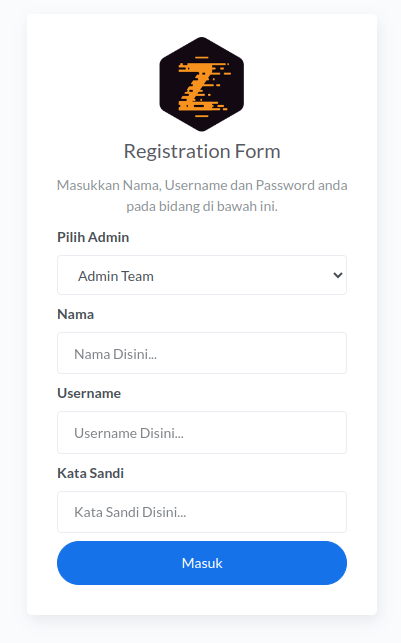 Z
Registration Form
Masukkan Nama, Username dan Password anda
pada bidang di bawah ini.
Pilih Admin
Admin Team
Nama
Nama Disini...
Username
Username Disini...
Kata Sandi
Kata Sandi Disini...
Masuk